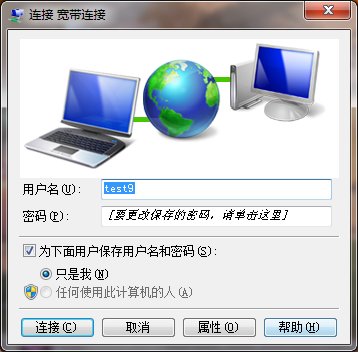 连接 宽带连接
用户名(U): test9
密码(P): [要更改保存的密码，请单击这里]
为下面用户保存用户名和密码(S):
只是我(N)
任何使用此计算机的人(A)
连接(C) 取消 属性(O) 帮助(H)